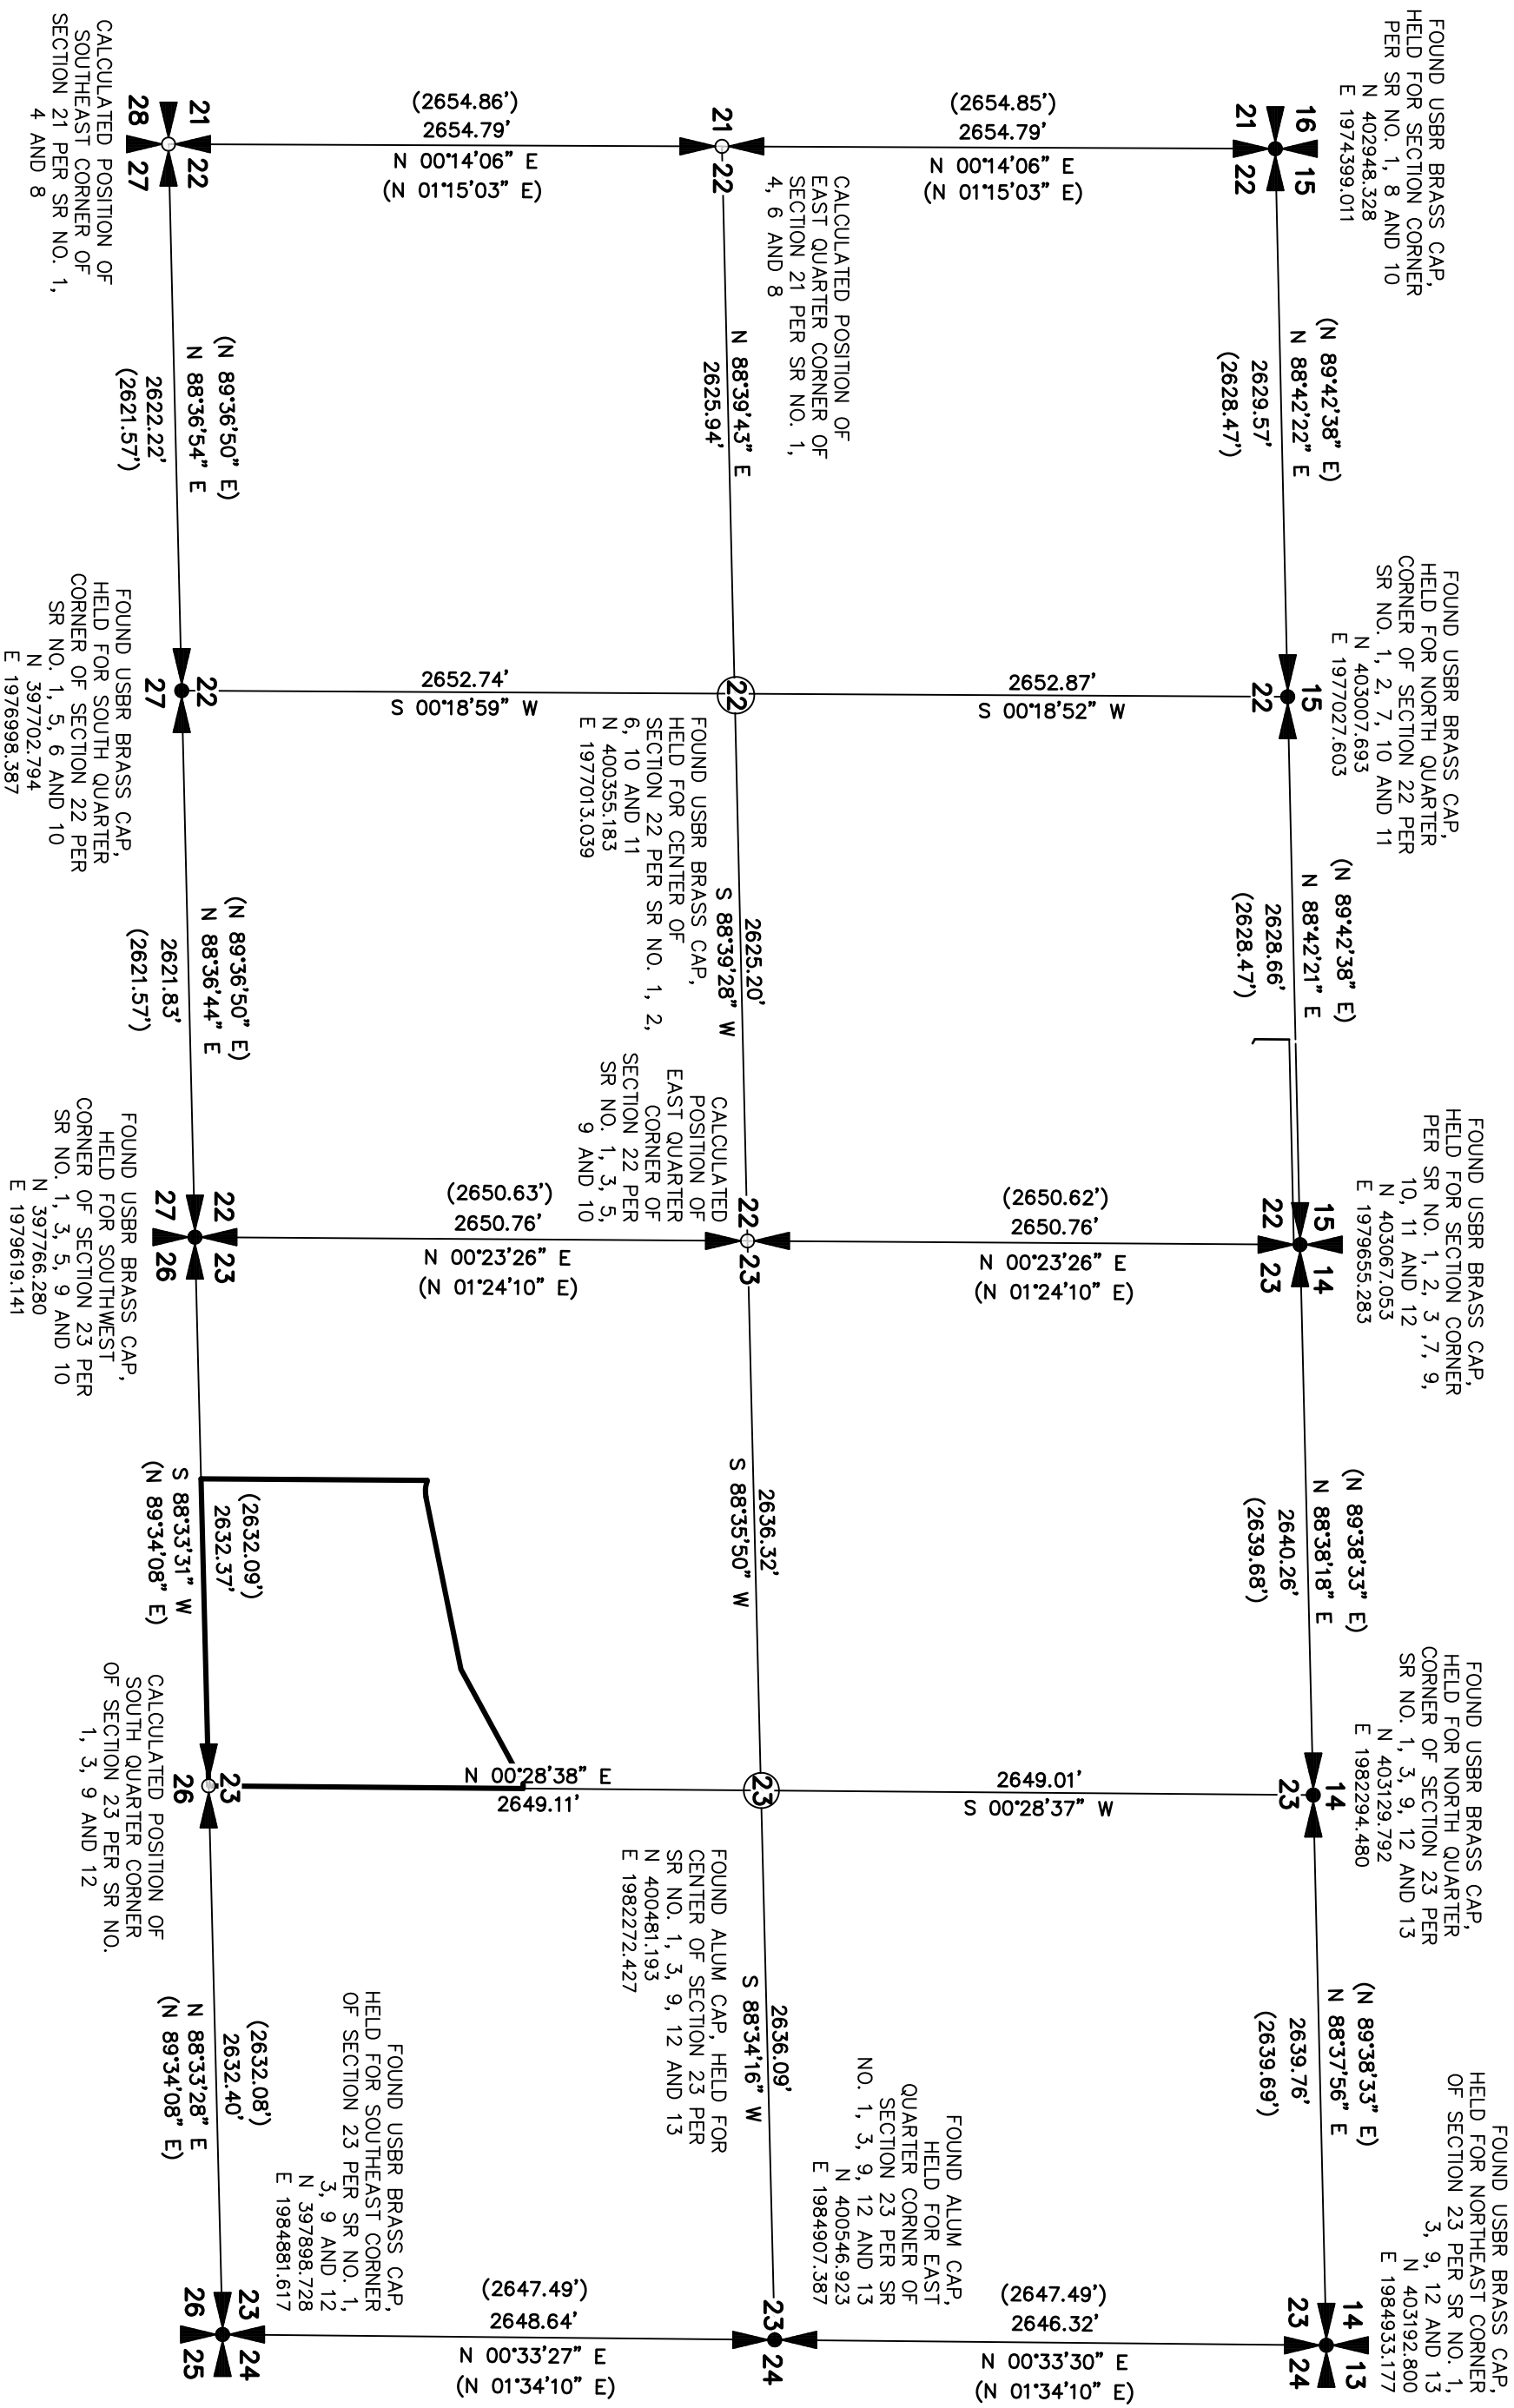 FOUND USBR BRASS CAP,
HELD FOR SECTION CORNER
PER SR NO. 1, 8 AND 10
N 402948.328
E 1974399.011
16
15
21
22
(N 89°42'38" E)
N 88°42'22" E
2629.57'
(2628.47')
FOUND USBR BRASS CAP,
HELD FOR NORTH QUARTER
CORNER OF SECTION 22 PER
SR NO. 1, 2, 7, 10 AND 11
N 403007.693
E 1977027.603
15
22
(N 89°42'38" E)
N 88°42'21" E
2628.66'
(2628.47')
FOUND USBR BRASS CAP,
HELD FOR SECTION CORNER
PER SR NO. 1, 2, 3 ,7, 9,
10, 11 AND 12
N 403067.053
E 1979655.283
15
14
22
23
(N 89°38'33" E)
N 88°38'18" E
2640.26'
(2639.68')
FOUND USBR BRASS CAP,
HELD FOR NORTH QUARTER
CORNER OF SECTION 23 PER
SR NO. 1, 3, 9, 12 AND 13
N 403129.792
E 1982294.480
14
23
(N 89°38'33" E)
N 88°37'56" E
2639.76'
(2639.69')
FOUND USBR BRASS CAP,
HELD FOR NORTHEAST CORNER
OF SECTION 23 PER SR NO. 1,
3, 9, 12 AND 13
N 403192.800
E 1984933.177
14
13
23
24
(2654.85')
2654.79'
N 00°14'06" E
(N 01°15'03" E)
2652.87'
S 00°18'52" W
(2650.62')
2650.76'
N 00°23'26" E
(N 01°24'10" E)
2649.01'
S 00°28'37" W
(2647.49')
2646.32'
N 00°33'30" E
(N 01°34'10" E)
CALCULATED POSITION OF
EAST QUARTER CORNER OF
SECTION 21 PER SR NO. 1,
4, 6 AND 8
21
22
N 88°39'43" E
2625.94'
22
FOUND USBR BRASS CAP,
HELD FOR CENTER OF
SECTION 22 PER SR NO. 1, 2,
6, 10 AND 11
N 400355.183
E 1977013.039
2625.20'
S 88°39'28" W
CALCULATED
POSITION OF
EAST QUARTER
CORNER OF
SECTION 22 PER
SR NO. 1, 3, 5,
9 AND 10
22
23
2636.32'
S 88°35'50" W
23
FOUND ALUM CAP, HELD FOR
CENTER OF SECTION 23 PER
SR NO. 1, 3, 9, 12 AND 13
N 400481.193
E 1982272.427
2636.09'
S 88°34'16" W
FOUND ALUM CAP,
HELD FOR EAST
QUARTER CORNER OF
SECTION 23 PER SR
NO. 1, 3, 9, 12 AND 13
N 400546.923
E 1984907.387
23
24
(2654.86')
2654.79'
N 00°14'06" E
(N 01°15'03" E)
2652.74'
S 00°18'59" W
(2650.63')
2650.76'
N 00°23'26" E
(N 01°24'10" E)
N 00°28'38" E
2649.11'
(2647.49')
2648.64'
N 00°33'27" E
(N 01°34'10" E)
21
22
28
27
CALCULATED POSITION OF
SOUTHEAST CORNER OF
SECTION 21 PER SR NO. 1,
4 AND 8
(N 89°36'50" E)
N 88°36'54" E
2622.22'
(2621.57')
22
27
FOUND USBR BRASS CAP,
HELD FOR SOUTH QUARTER
CORNER OF SECTION 22 PER
SR NO. 1, 5, 6 AND 10
N 397702.794
E 1976998.387
(N 89°36'50" E)
N 88°36'44" E
2621.83'
(2621.57')
22
23
27
26
FOUND USBR BRASS CAP,
HELD FOR SOUTHWEST
CORNER OF SECTION 23 PER
SR NO. 1, 3, 5, 9 AND 10
N 397766.280
E 1979619.141
(2632.09')
2632.37'
S 88°33'31" W
(N 89°34'08" E)
23
26
CALCULATED POSITION OF
SOUTH QUARTER CORNER
OF SECTION 23 PER SR NO.
1, 3, 9 AND 12
(2632.08')
2632.40'
N 88°33'28" E
(N 89°34'08" E)
FOUND USBR BRASS CAP,
HELD FOR SOUTHEAST CORNER
OF SECTION 23 PER SR NO. 1,
3, 9 AND 12
N 397898.728
E 1984881.617
23
24
26
25